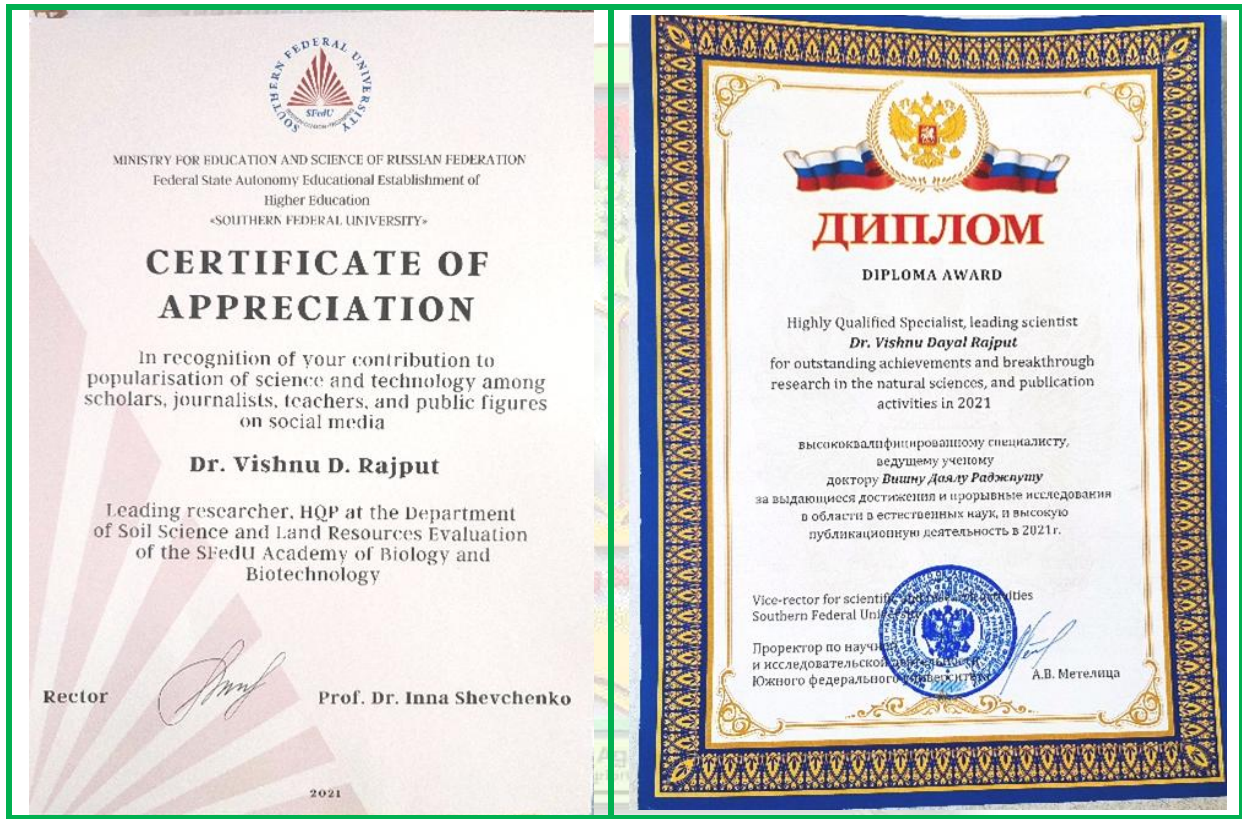 SOUTHERN FEDERAL UNIVERSITY
SFedU
MINISTRY FOR EDUCATION AND SCIENCE OF RUSSIAN FEDERATION
Federal State Autonomy Educational Establishment of
Higher Education
«SOUTHERN FEDERAL UNIVERSITY»
CERTIFICATE OF
APPRECIATION
In recognition of your contribution to
popularisation of science and technology among
scholars, journalists, teachers, and public figures
on social media
Dr. Vishnu D. Rajput
Leading researcher, HQP at the Department
of Soil Science and Land Resources Evaluation
of the SFedU Academy of Biology and
Biotechnology
Rector
Prof. Dr. Inna Shevchenko
2021
ДИПЛОМ
DIPLOMA AWARD
Highly Qualified Specialist, leading scientist
Dr. Vishnu Dayal Rajput
for outstanding achievements and breakthrough
research in the natural sciences, and publication
activities in 2021
высококвалифицированному специалисту,
ведущему ученому
доктору Вишну Даялу Раджпуту
за выдающиеся достижения и прорывные исследования
в области в естественных наук, и высокую
публикационную деятельность в 2021г.
Vice-rector for scientific
Southern Federal
Проректор по
и исследовательской
Южного федерального
А.В. Метелица